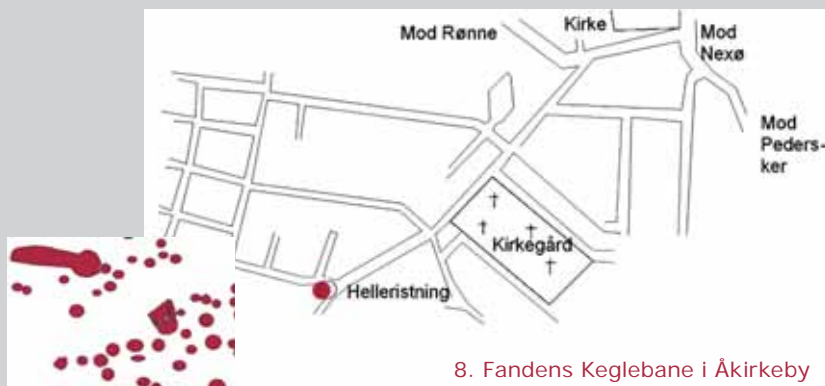 Mod Rønne
Kirke
Mod
Nexø
Mod
Peders-
ker
Kirkegård
Helleristning
8. Fandens Keglebane i Åkirkeby